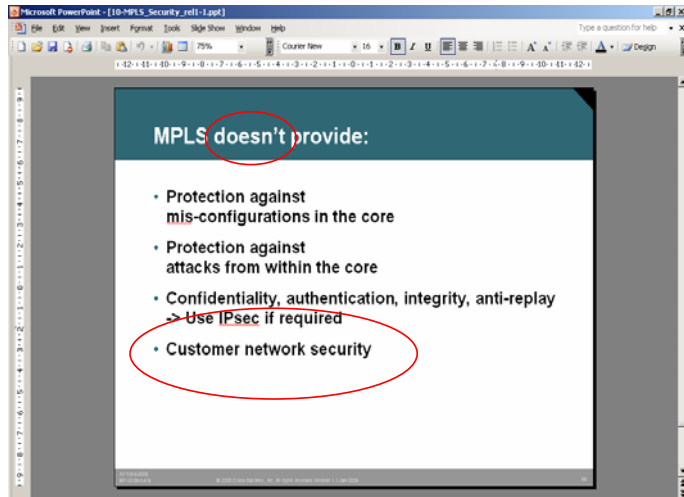 Microsoft PowerPoint - [10-MPLS_Security_rel1-1.ppt]
File Edit View Insert Format Tools Slide Show Window Help
Type a question for help
75% Courier New 16 B I U A A A Design
MPLS doesn't provide:
• Protection against
mis-configurations in the core
• Protection against
attacks from within the core
• Confidentiality, authentication, integrity, anti-replay
-> Use IPsec if required
• Customer network security